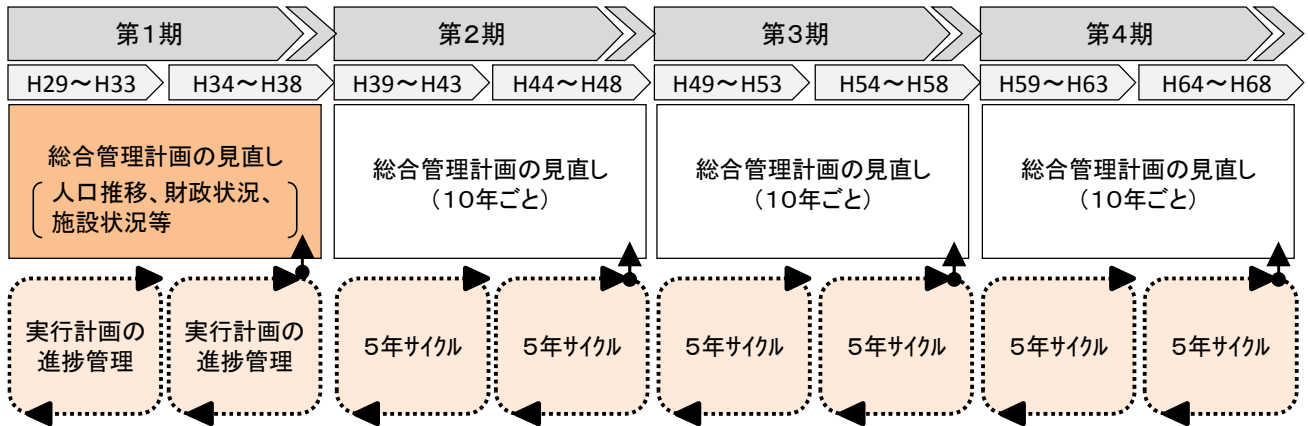 第1期
第2期
第3期
第4期
H29～H33
H34～H38
H39～H43
H44～H48
H49～H53
H54～H58
H59～H63
H64～H68
総合管理計画の見直し
人口推移、財政状況、
施設状況等
総合管理計画の見直し
（10年ごと）
総合管理計画の見直し
（10年ごと）
総合管理計画の見直し
（10年ごと）
実行計画の
進捗管理
実行計画の
進捗管理
5年ｻｲｸﾙ
5年ｻｲｸﾙ
5年ｻｲｸﾙ
5年ｻｲｸﾙ
5年ｻｲｸﾙ
5年ｻｲｸﾙ